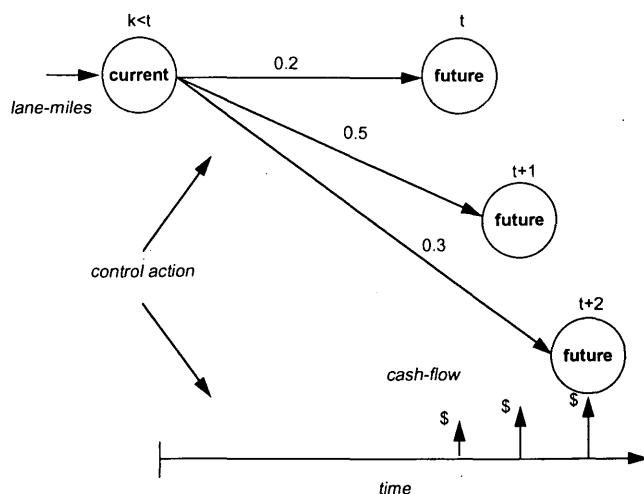 k<t
t
current
0.2
future
lane-miles
0.5
t+1
future
0.3
control action
t+2
future
cash-flow
$
$
$
time